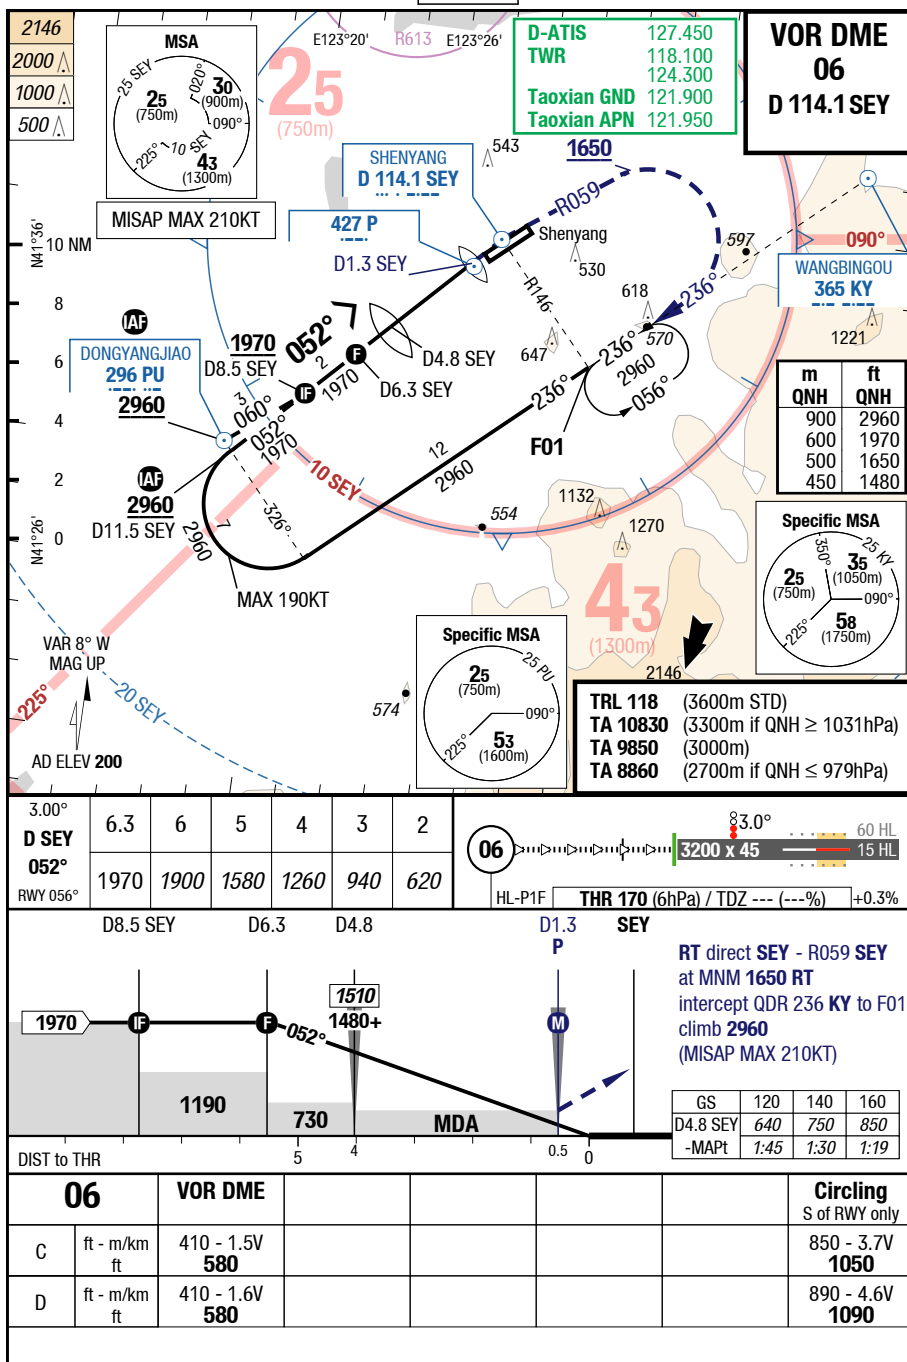 2146
2000
1000
500
MSA
25 SEY
020°
25
(750m)
30
(900m)
090°
225°
10 SEY
43
(1300m)
MISAP MAX 210KT
E123°20'
R613
E123°26'
25
(750m)
D-ATIS 127.450
TWR 118.100
124.300
Taoxian GND 121.900
Taoxian APN 121.950
VOR DME
06
D 114.1 SEY
SHENYANG
D 114.1 SEY
543
1650
R059
427 P
D1.3 SEY
Shenyang
530
597
090°
WANGBINGOU
365 KY
N41°36'
10 NM
8
6
4
2
0
N41°26'
IAF
DONGYANGJIAO
296 PU
2960
1970
D8.5 SEY
052°
2
1970
F
D4.8 SEY
D6.3 SEY
IF
3
060°
052°
1970
R146
647
618
570
236°
236°
2960
056°
236°
F01
1221
m ft
QNH QNH
900 2960
600 1970
500 1650
450 1480
IAF
2960
D11.5 SEY
7
2960
326°
MAX 190KT
10 SEY
12
2960
554
1132
1270
43
(1300m)
2146
Specific MSA
25 KY
350°
25
(750m)
35
(1050m)
090°
225°
58
(1750m)
VAR 8° W
MAG UP
225°
20 SEY
AD ELEV 200
574
Specific MSA
25 PU
25
(750m)
090°
225°
53
(1600m)
TRL 118 (3600m STD)
TA 10830 (3300m if QNH ≥ 1031hPa)
TA 9850 (3000m)
TA 8860 (2700m if QNH ≤ 979hPa)
3.00°
D SEY
052°
RWY 056°
6.3 6 5 4 3 2
1970 1900 1580 1260 940 620
06
3.0°
3200 x 45
60 HL
15 HL
HL-P1F
THR 170 (6hPa) / TDZ --- (---%)
+0.3%
D8.5 SEY D6.3 D4.8 D1.3 SEY
P
1970
IF
F
052°
1510
1480+
M
1190
730
MDA
RT direct SEY - R059 SEY
at MNM 1650 RT
intercept QDR 236 KY to F01
climb 2960
(MISAP MAX 210KT)
GS 120 140 160
D4.8 SEY 640 750 850
-MAPt 1:45 1:30 1:19
DIST to THR 5 4 0.5 0
06 VOR DME Circling
S of RWY only
C ft - m/km 410 - 1.5V 850 - 3.7V
ft 580 1050
D ft - m/km 410 - 1.6V 890 - 4.6V
ft 580 1090